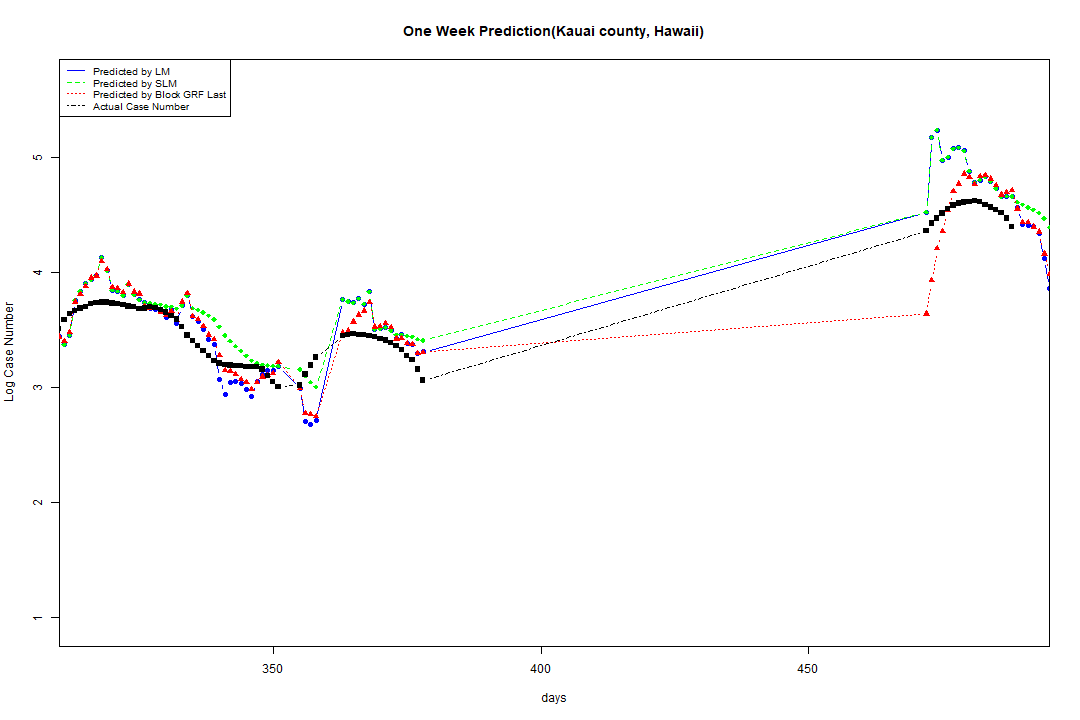 One Week Prediction(Kauai county, Hawaii)
Predicted by LM
Predicted by SLM
Predicted by Block GRF Last
Actual Case Number
5
4
3
2
1
Log Case Number
350
400
450
days